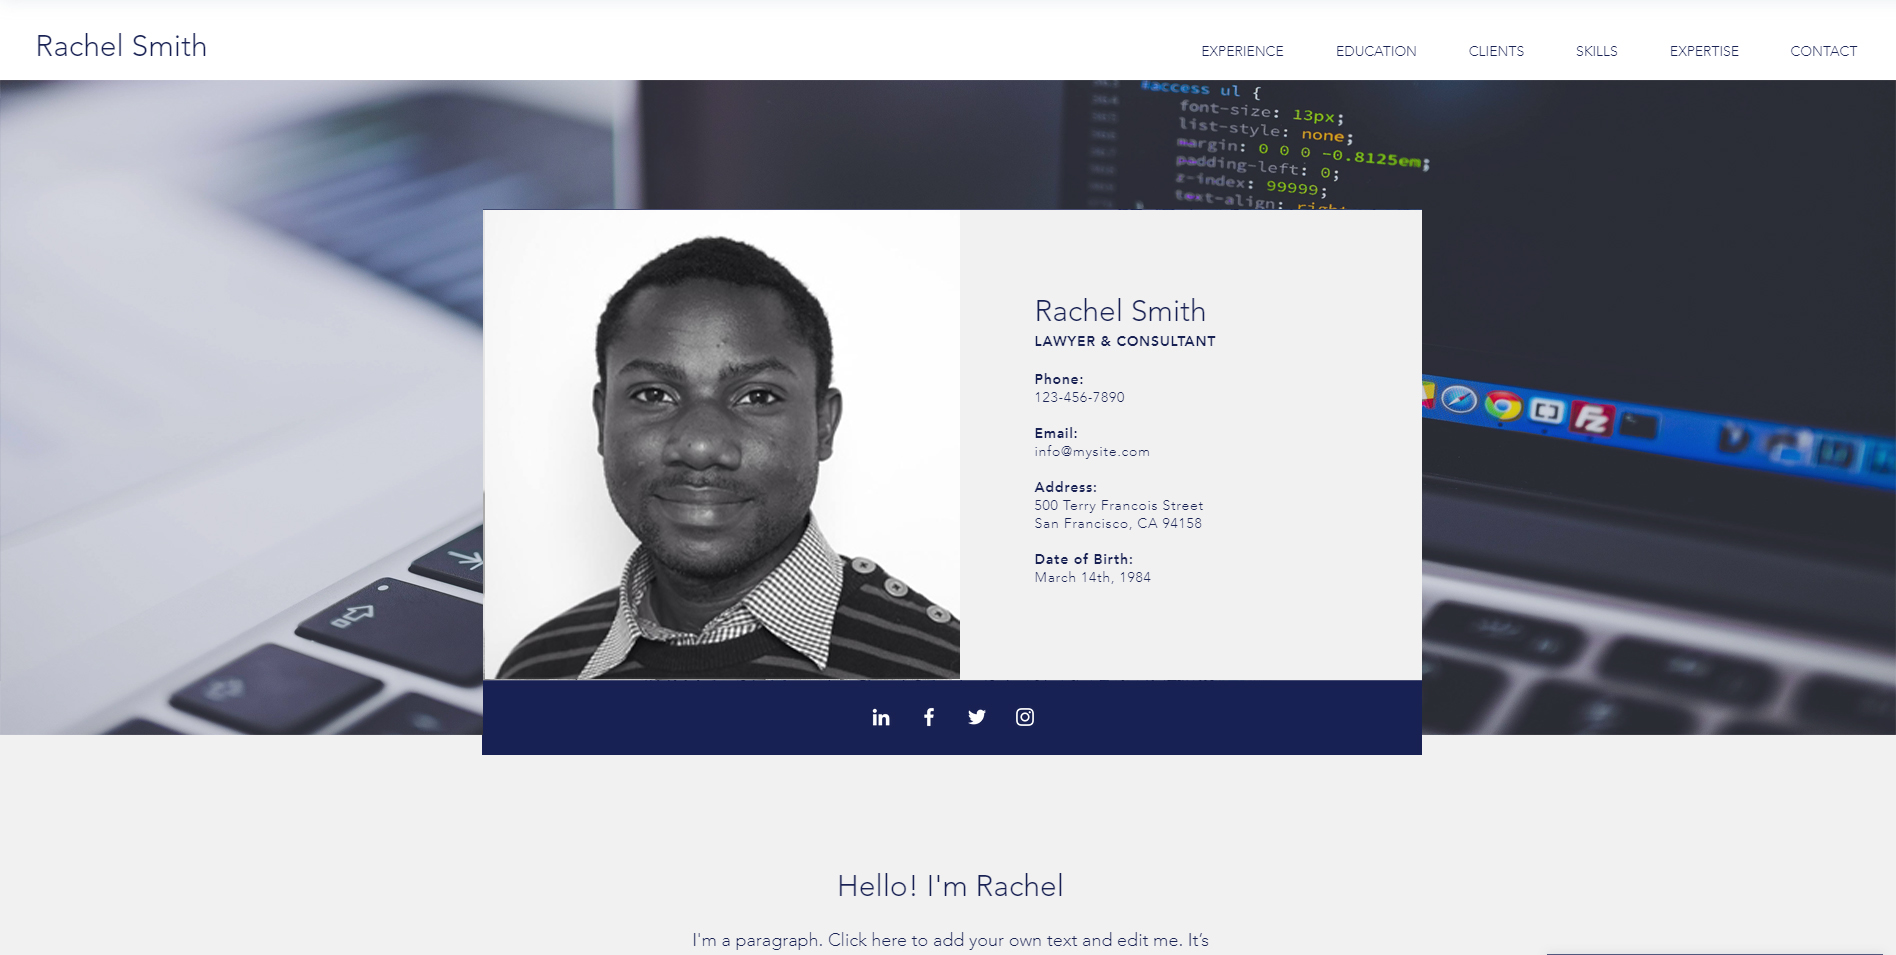 Rachel Smith
EXPERIENCE EDUCATION CLIENTS SKILLS EXPERTISE CONTACT
#access ul {
font-size: 13px;
list-style: none;
margin: 0 0 0 -0.8125em;
padding-left: 0;
z-index: 99999;
text-align: right
Rachel Smith
LAWYER & CONSULTANT
Phone:
123-456-7890
Email:
info@mysite.com
Address:
500 Terry Francois Street
San Francisco, CA 94158
Date of Birth:
March 14th, 1984
Hello! I'm Rachel
I'm a paragraph. Click here to add your own text and edit me. It’s